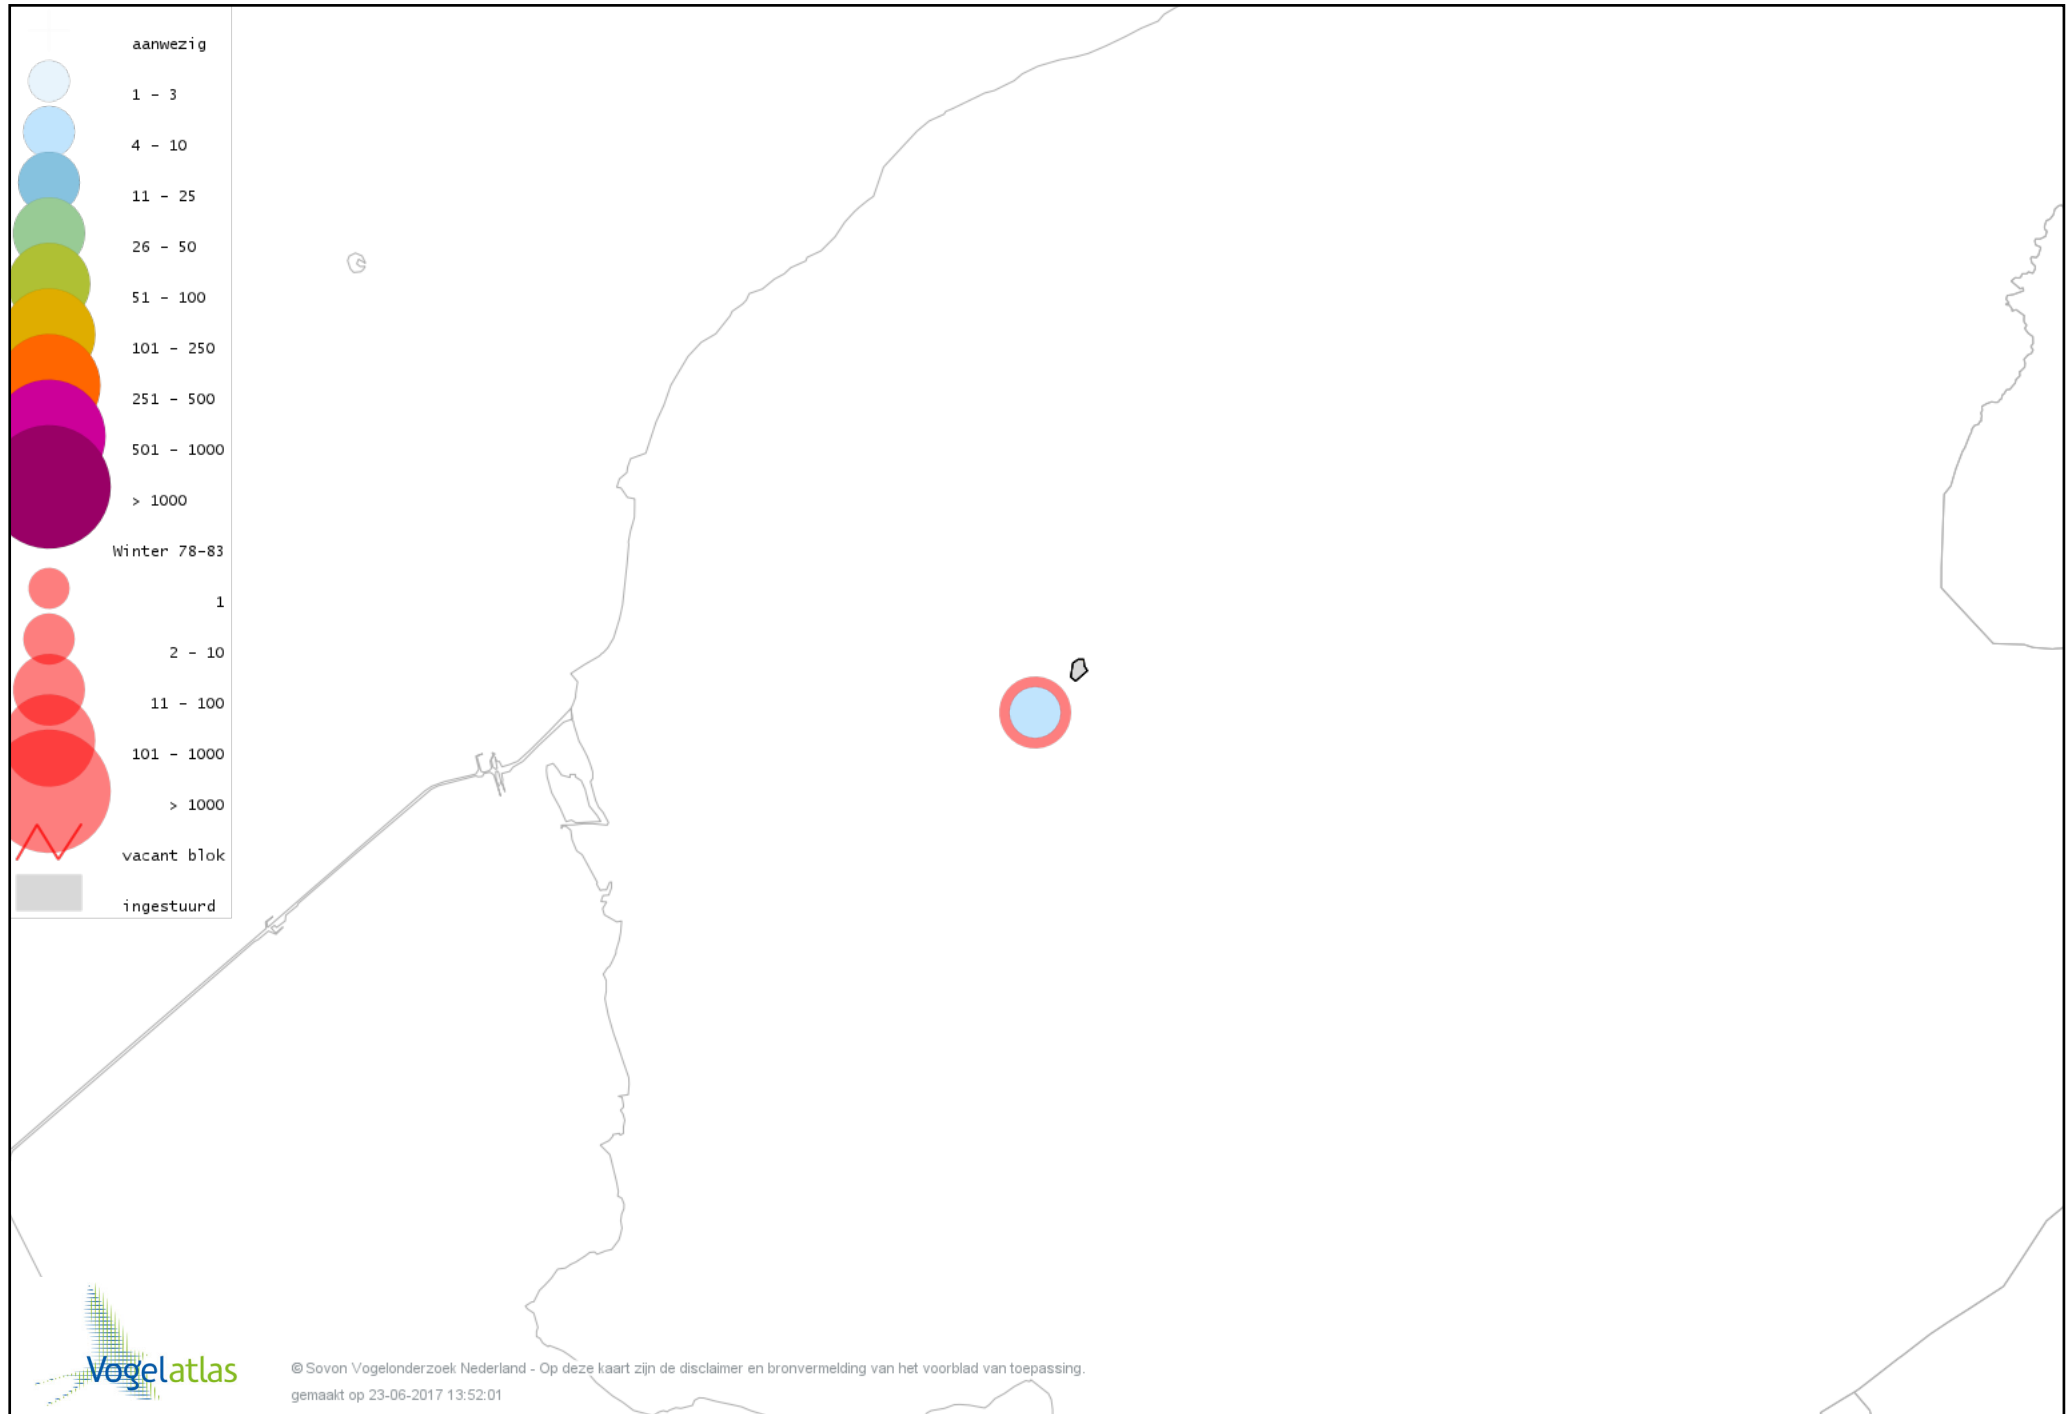 aanwezig
1 - 3
4 - 10
11 - 25
26 - 50
51 - 100
101 - 250
251 - 500
501 - 1000
> 1000
Winter 78-83
1
2 - 10
11 - 100
101 - 1000
> 1000
vacant blok
ingestuurd
Vogelatlas
© Sovon Vogelonderzoek Nederland - Op deze kaart zijn de disclaimer en bronvermelding van het voorblad van toepassing.
gemaakt op 23-06-2017 13:52:01